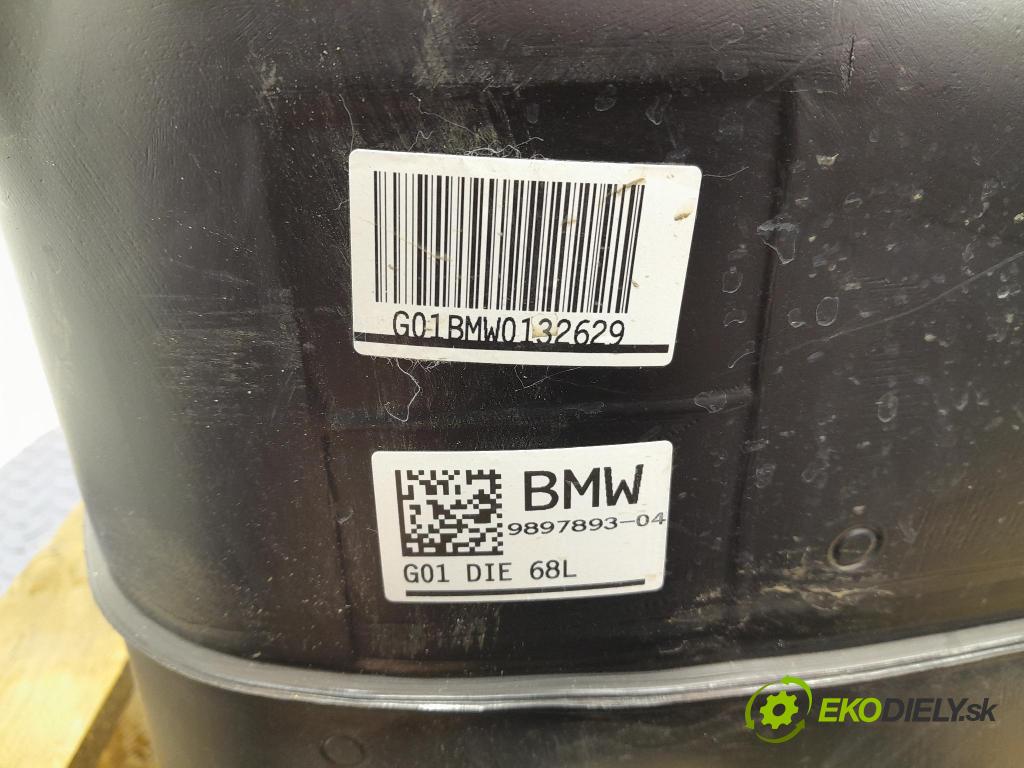 G01BMW0132629
BMW
9897893-04
G01 DIE 68L
EKODIELY.sk